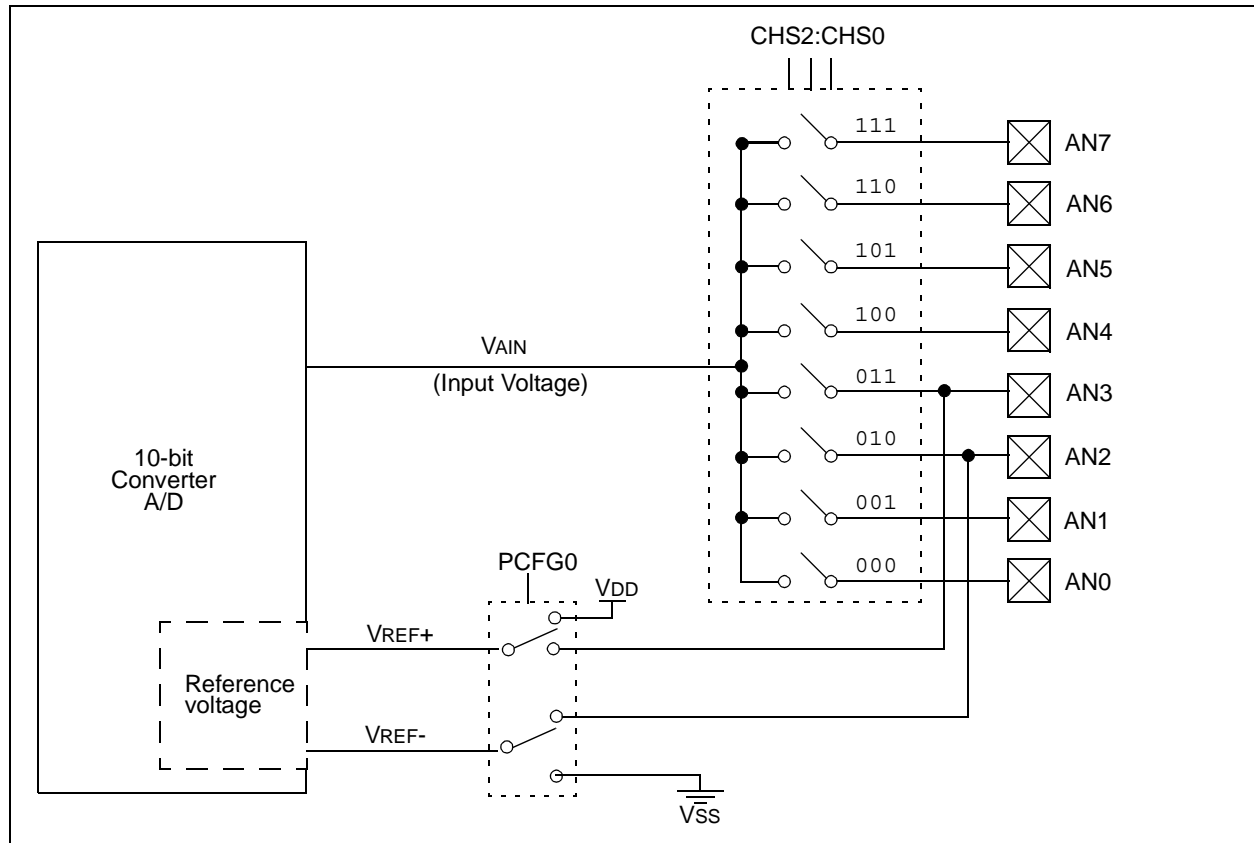 CHS2:CHS0
111 AN7
110 AN6
101 AN5
100 AN4
VAIN
(Input Voltage)
011 AN3
010 AN2
10-bit
Converter
A/D
001 AN1
PCFG0
000 AN0
VDD
VREF+
Reference
voltage
VREF-
VSS